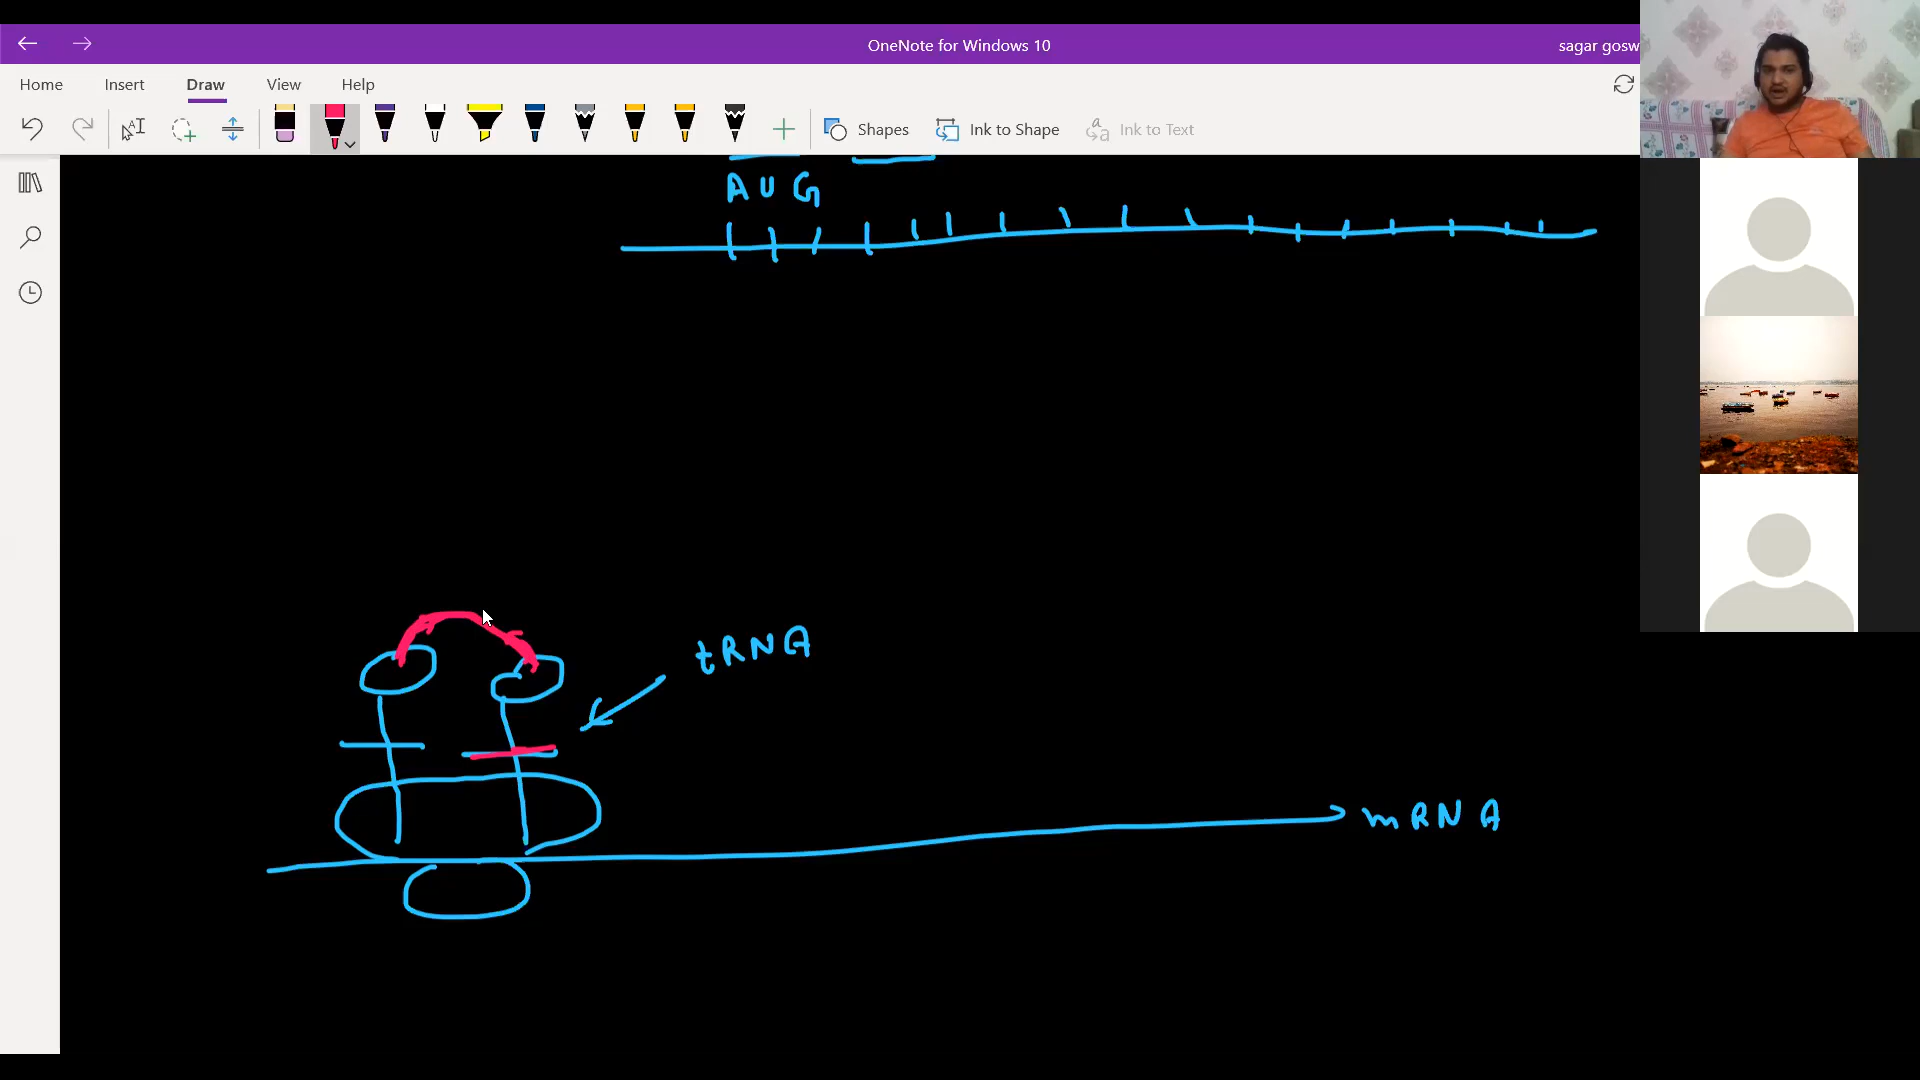 OneNote for Windows 10
sagar gosw
Home Insert Draw View Help
Shapes Ink to Shape Ink to Text
AUG
tRNA
mRNA